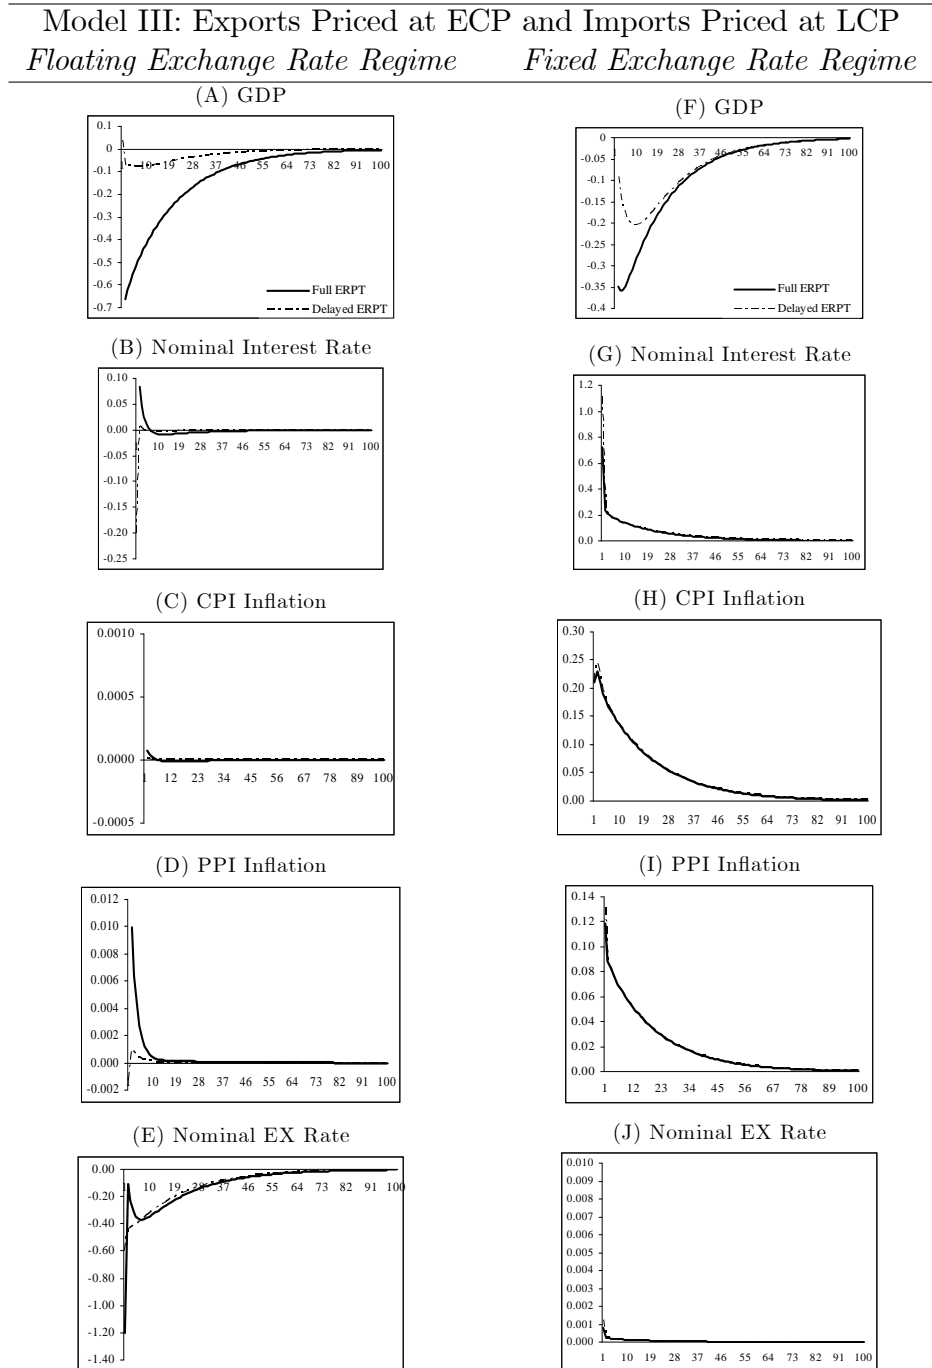 Model III: Exports Priced at ECP and Imports Priced at LCP
Floating Exchange Rate Regime
Fixed Exchange Rate Regime
(A) GDP
0.1
0
-0.1
-0.2
-0.3
-0.4
-0.5
-0.6
-0.7
1 10 19 28 37 46 55 64 73 82 91 100
Full ERPT
Delayed ERPT
(F) GDP
0
-0.05
-0.1
-0.15
-0.2
-0.25
-0.3
-0.35
-0.4
1 10 19 28 37 46 55 64 73 82 91 100
Full ERPT
Delayed ERPT
(B) Nominal Interest Rate
0.10
0.05
0.00
-0.05
-0.10
-0.15
-0.20
-0.25
10 19 28 37 46 55 64 73 82 91 100
(G) Nominal Interest Rate
1.2
1.0
0.8
0.6
0.4
0.2
0.0
1 10 19 28 37 46 55 64 73 82 91 100
(C) CPI Inflation
0.0010
0.0005
0.0000
-0.0005
1 12 23 34 45 56 67 78 89 100
(H) CPI Inflation
0.30
0.25
0.20
0.15
0.10
0.05
0.00
1 10 19 28 37 46 55 64 73 82 91 100
(D) PPI Inflation
0.012
0.010
0.008
0.006
0.004
0.002
0.000
-0.002
10 19 28 37 46 55 64 73 82 91 100
(I) PPI Inflation
0.14
0.12
0.10
0.08
0.06
0.04
0.02
0.00
1 12 23 34 45 56 67 78 89 100
(E) Nominal EX Rate
0.00
-0.20
-0.40
-0.60
-0.80
-1.00
-1.20
-1.40
1 10 19 28 37 46 55 64 73 82 91 100
(J) Nominal EX Rate
0.010
0.009
0.008
0.007
0.006
0.005
0.004
0.003
0.002
0.001
0.000
1 10 19 28 37 46 55 64 73 82 91 100